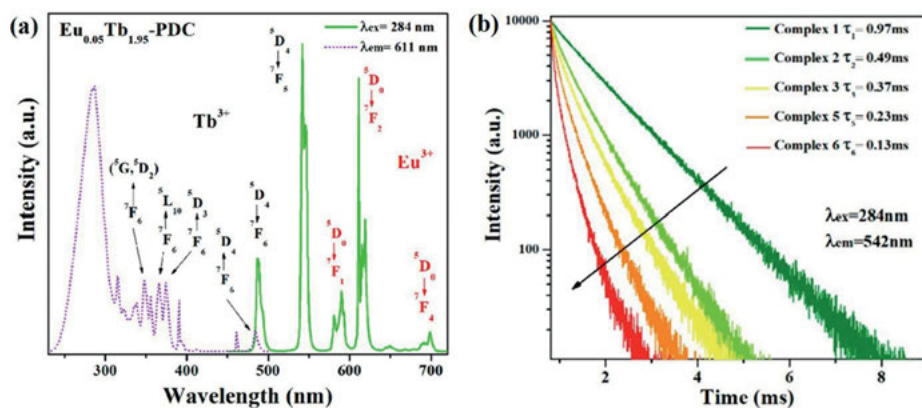 (a)
Eu0.05Tb1.95-PDC
λex= 284 nm
λem= 611 nm
5D4
7F5
5D0
7F2
Tb3+
Eu3+
(5G,5D2)
7F6
5L10
7F6
5D3
7F6
5D4
7F6
5D4
7F6
5D0
7F1
5D0
7F4
Intensity (a.u.)
300 400 500 600 700
Wavelength (nm)
(b)
Complex 1 τ1= 0.97ms
Complex 2 τ2= 0.49ms
Complex 3 τ3= 0.37ms
Complex 5 τ5= 0.23ms
Complex 6 τ6= 0.13ms
λex=284nm
λem=542nm
Intensity (a.u.)
10000
1000
100
2 4 6 8
Time (ms)